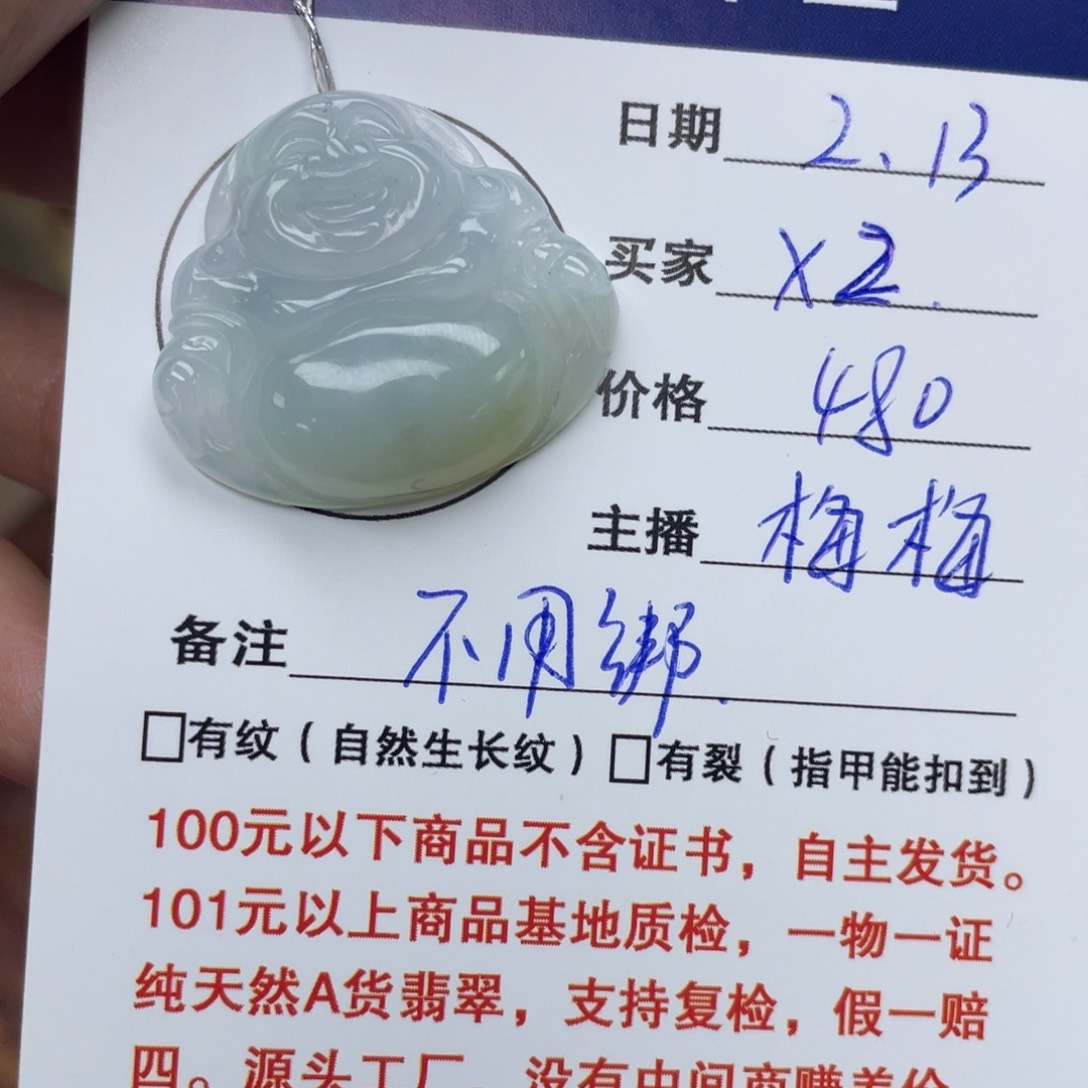 日期 2.13
买家 X2.
价格 480
主播 梅梅
备注 不用绑.
□有纹（自然生长纹）□有裂（指甲能扣到）
100元以下商品不含证书，自主发货。
101元以上商品基地质检，一物一证
纯天然A货翡翠，支持复检，假一赔
四。源头工厂，没有中间商赚差价